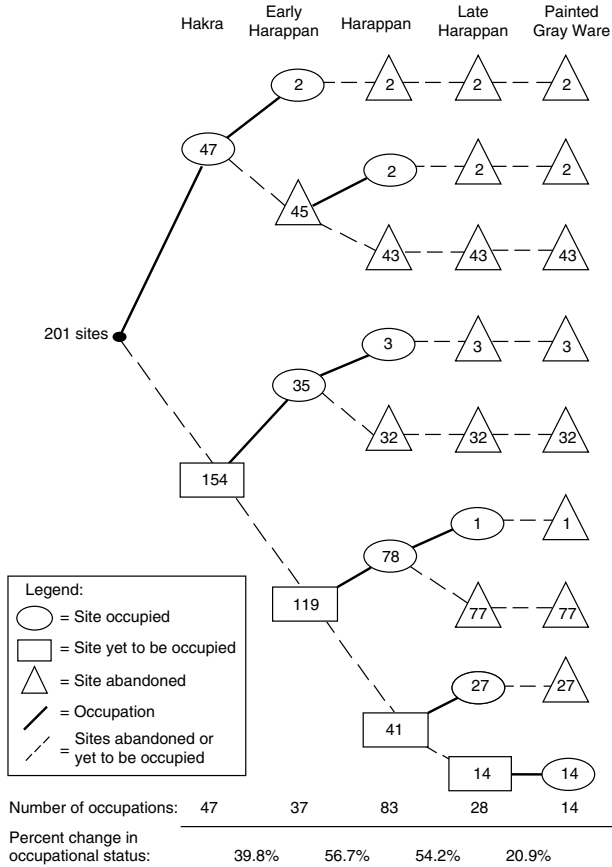 Hakra Early Harappan Harappan Late Harappan Painted Gray Ware
2 2 2 2
47
2 2 2
45
43 43 43
201 sites
3 3 3
35
32 32 32
154
1 1
78
119
77 77
Legend:
= Site occupied
= Site yet to be occupied
= Site abandoned
= Occupation
= Sites abandoned or
yet to be occupied
27 27
41
14 14
Number of occupations: 47 37 83 28 14
Percent change in
occupational status: 39.8% 56.7% 54.2% 20.9%